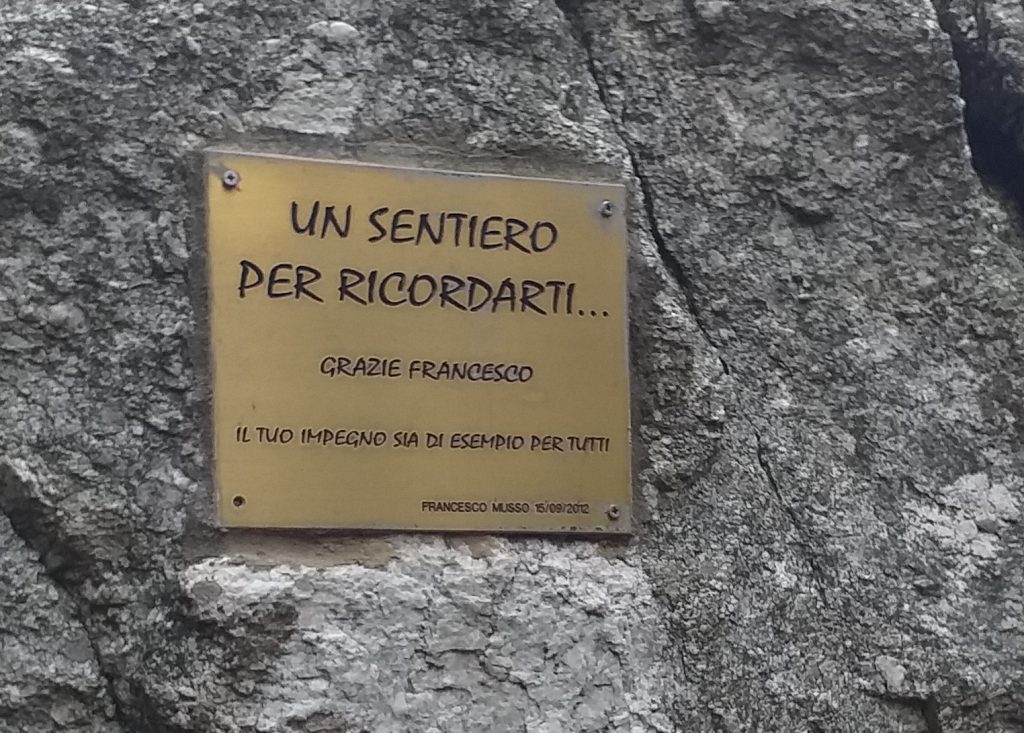 UN SENTIERO
PER RICORDARTI...
GRAZIE FRANCESCO
IL TUO IMPEGNO SIA DI ESEMPIO PER TUTTI
FRANCESCO MUSSO 15/09/2012